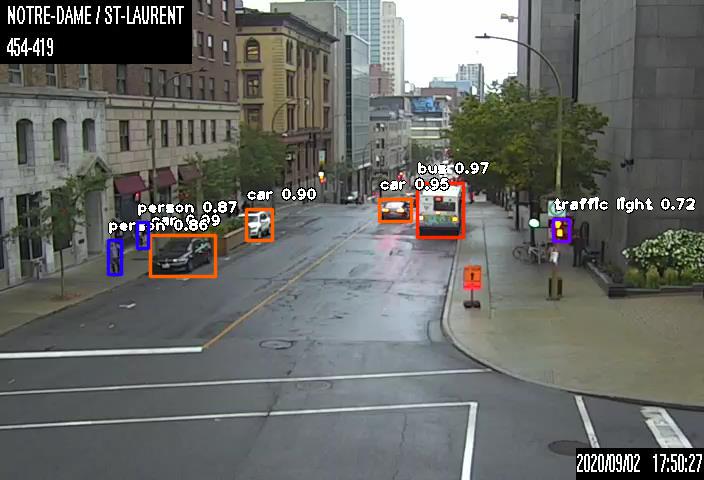 NOTRE-DAME / ST-LAURENT
454-419
bus 0.97
car 0.95
car 0.90
person 0.87
traffic light 0.72
person 0.86
2020/09/02 17:50:27